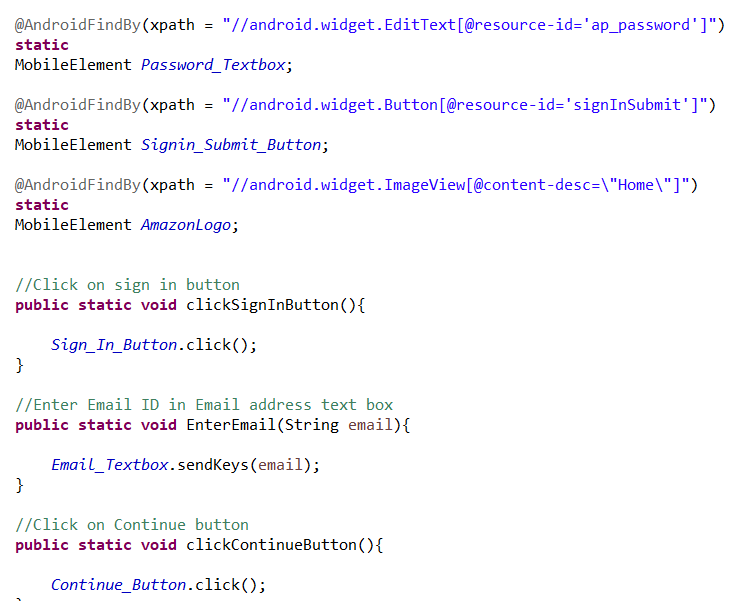 @AndroidFindBy(xpath = "//android.widget.EditText[@resource-id='ap_password']")
static
MobileElement Password_Textbox;
@AndroidFindBy(xpath = "//android.widget.Button[@resource-id='signInSubmit']")
static
MobileElement Signin_Submit_Button;
@AndroidFindBy(xpath = "//android.widget.ImageView[@content-desc=\"Home\"]")
static
MobileElement AmazonLogo;
//Click on sign in button
public static void clickSignInButton(){
Sign_In_Button.click();
}
//Enter Email ID in Email address text box
public static void EnterEmail(String email){
Email_Textbox.sendKeys(email);
}
//Click on Continue button
public static void clickContinueButton(){
Continue_Button.click();
}